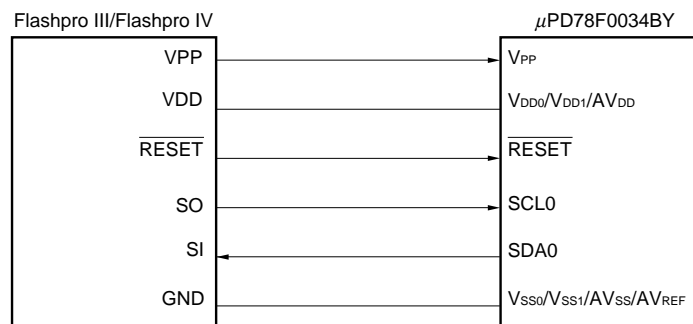 Flashpro III/Flashpro IV μPD78F0034BY
VPP VPP
VDD VDD0/VDD1/AVDD
RESET RESET
SO SCL0
SI SDA0
GND VSS0/VSS1/AVSS/AVREF